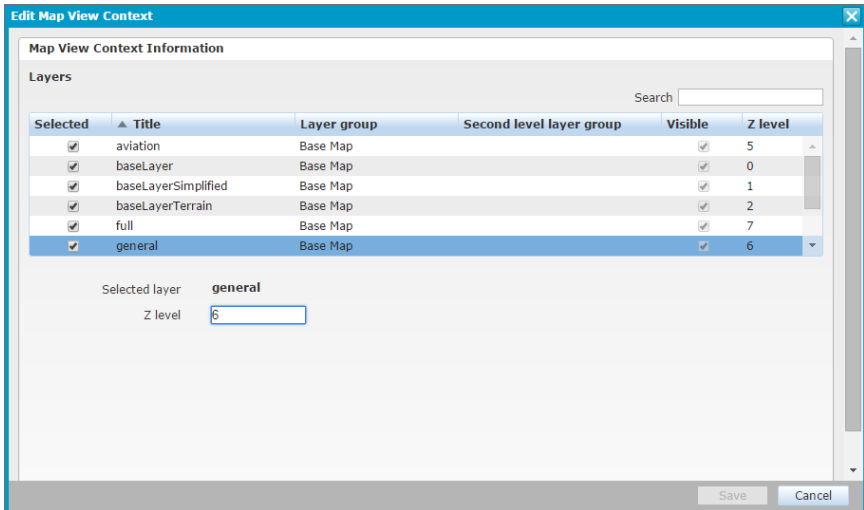 Edit Map View Context
Map View Context Information
Layers
Search
Selected Title Layer group Second level layer group Visible Z level
aviation Base Map 5
baseLayer Base Map 0
baseLayerSimplified Base Map 1
baseLayerTerrain Base Map 2
full Base Map 7
general Base Map 6
Selected layer general
Z level 6
Save Cancel